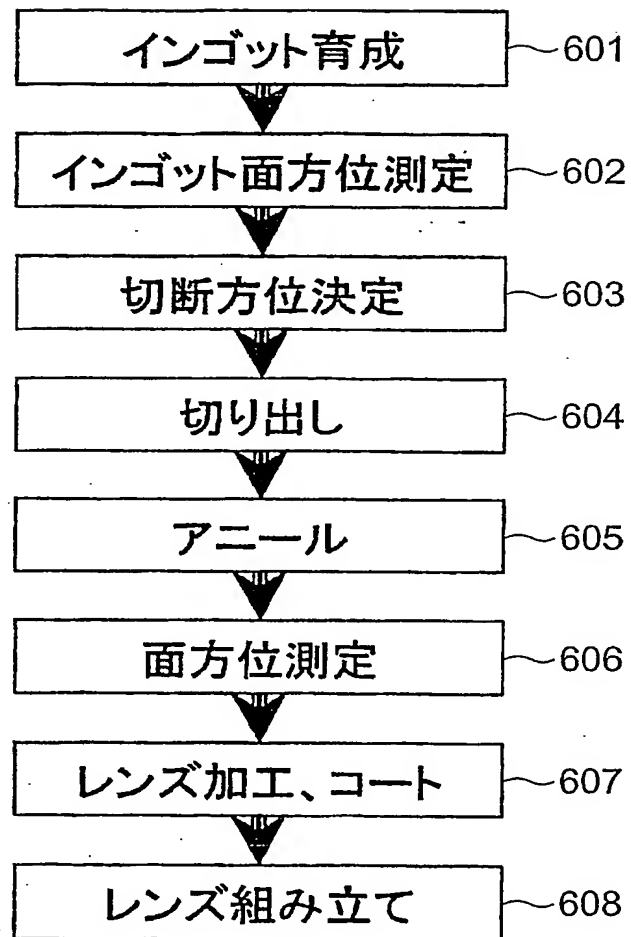 インゴット育成 601
インゴット面方位測定 602
切断方位決定 603
切り出し 604
アニール 605
面方位測定 606
レンズ加工、コート 607
レンズ組み立て 608